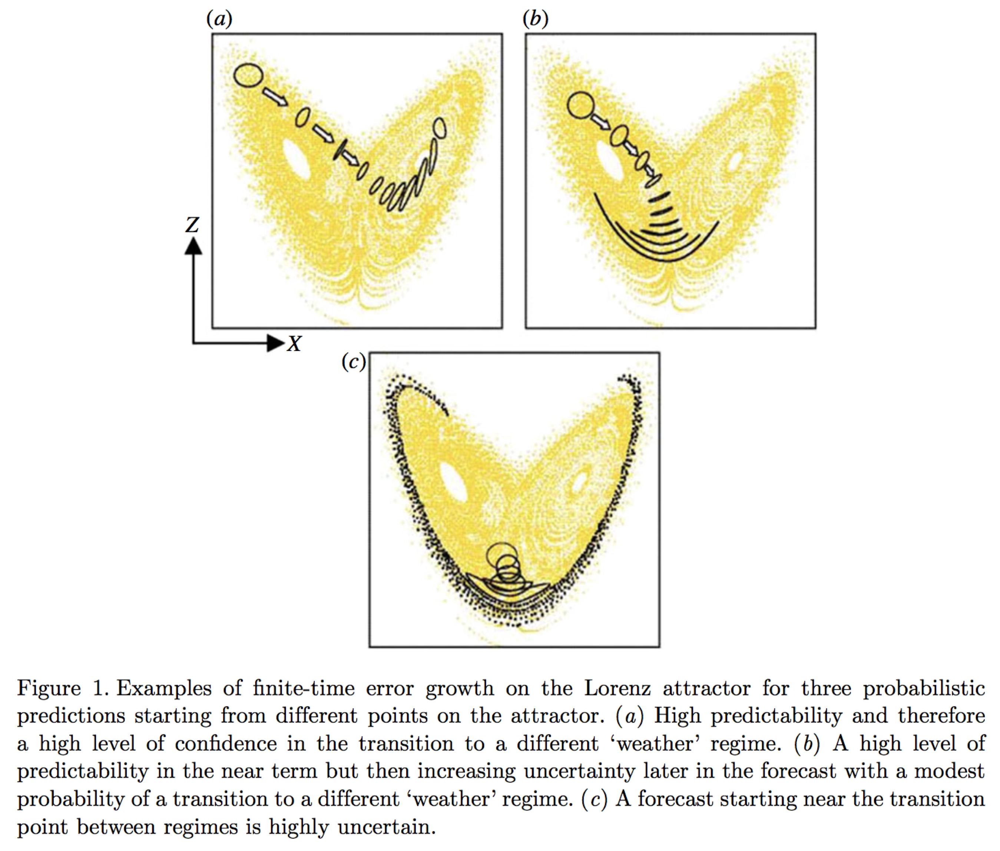 (a)
(b)
Z
X
(c)
Figure 1. Examples of finite-time error growth on the Lorenz attractor for three probabilistic
predictions starting from different points on the attractor. (a) High predictability and therefore
a high level of confidence in the transition to a different ‘weather’ regime. (b) A high level of
predictability in the near term but then increasing uncertainty later in the forecast with a modest
probability of a transition to a different ‘weather’ regime. (c) A forecast starting near the transition
point between regimes is highly uncertain.